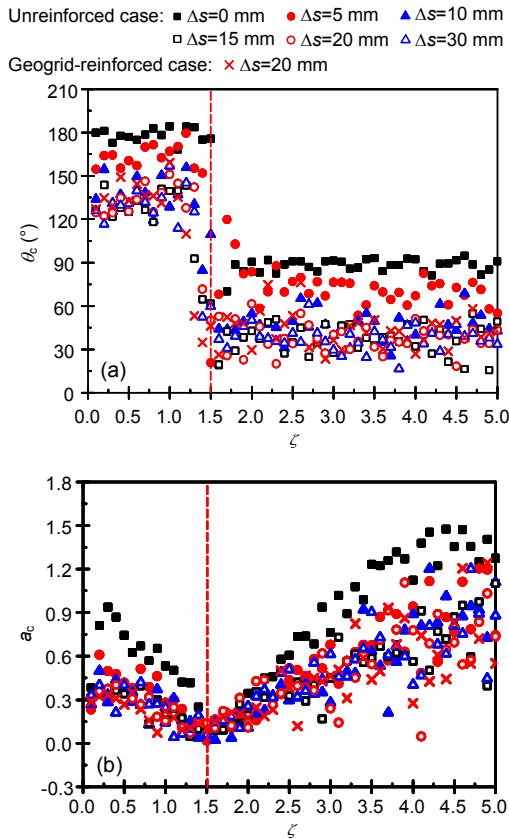 Unreinforced case: Δs=0 mm Δs=5 mm Δs=10 mm
Δs=15 mm Δs=20 mm Δs=30 mm
Geogrid-reinforced case: Δs=20 mm
210
180
150
120
90
60
30
0
θc (°)
(a)
0.0 0.5 1.0 1.5 2.0 2.5 3.0 3.5 4.0 4.5 5.0
ζ
1.8
1.5
1.2
0.9
0.6
0.3
0.0
-0.3
ac
(b)
0.0 0.5 1.0 1.5 2.0 2.5 3.0 3.5 4.0 4.5 5.0
ζ